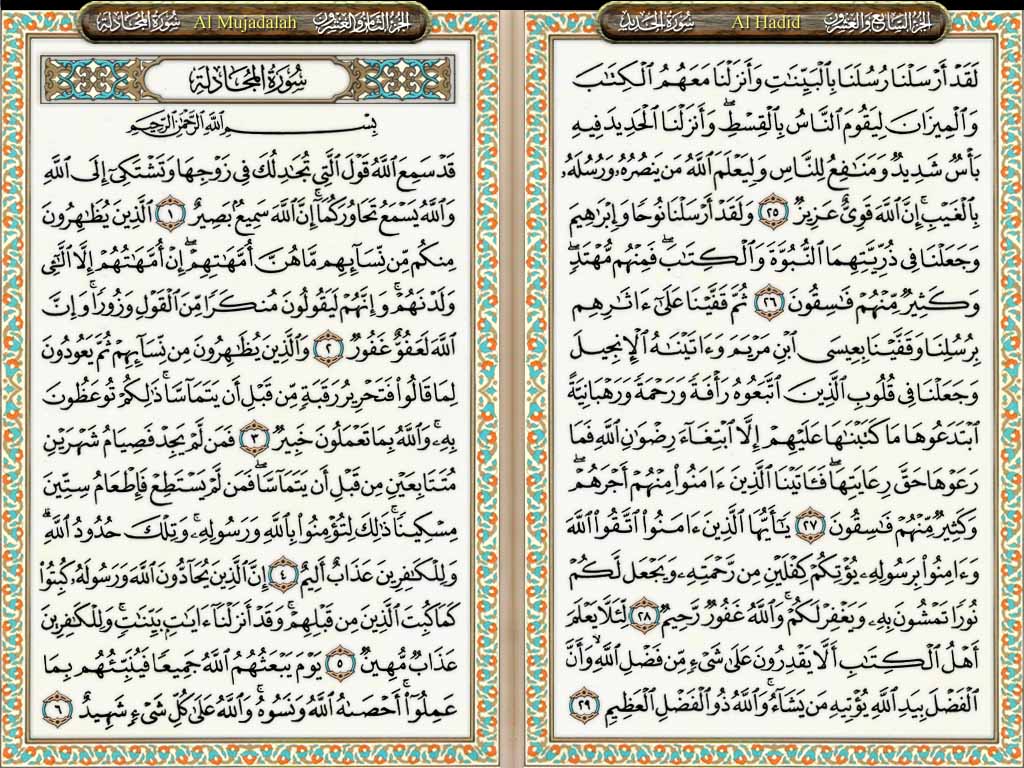 سورة الحديد Al Hadid الجزء السابع والعشرون
لَقَدْ أَرْسَلْنَا رُسُلَنَا بِالْبَيِّنَاتِ وَأَنزَلْنَا مَعَهُمُ الْكِتَابَ
وَالْمِيزَانَ لِيَقُومَ النَّاسُ بِالْقِسْطِ ۖ وَأَنزَلْنَا الْحَدِيدَ فِيهِ
بَأْسٌ شَدِيدٌ وَمَنَافِعُ لِلنَّاسِ وَلِيَعْلَمَ اللَّهُ مَن يَنصُرُهُ وَرُسُلَهُ
بِالْغَيْبِ ۚ إِنَّ اللَّهَ قَوِيٌّ عَزِيزٌ ٢٥ وَلَقَدْ أَرْسَلْنَا نُوحًا وَإِبْرَاهِيمَ
وَجَعَلْنَا فِي ذُرِّيَّتِهِمَا النُّبُوَّةَ وَالْكِتَابَ ۖ فَمِنْهُم مُّهْتَدٍ ۖ
وَكَثِيرٌ مِّنْهُمْ فَاسِقُونَ ٢٦ ثُمَّ قَفَّيْنَا عَلَىٰ آثَارِهِم
بِرُسُلِنَا وَقَفَّيْنَا بِعِيسَى ابْنِ مَرْيَمَ وَآتَيْنَاهُ الْإِنجِيلَ
وَجَعَلْنَا فِي قُلُوبِ الَّذِينَ اتَّبَعُوهُ رَأْفَةً وَرَحْمَةً وَرَهْبَانِيَّةً
ابْتَدَعُوهَا مَا كَتَبْنَاهَا عَلَيْهِمْ إِلَّا ابْتِغَاءَ رِضْوَانِ اللَّهِ فَمَا
رَعَوْهَا حَقَّ رِعَايَتِهَا ۖ فَآتَيْنَا الَّذِينَ آمَنُوا مِنْهُمْ أَجْرَهُمْ ۖ
وَكَثِيرٌ مِّنْهُمْ فَاسِقُونَ ٢٧ يَا أَيُّهَا الَّذِينَ آمَنُوا اتَّقُوا اللَّهَ
وَآمِنُوا بِرَسُولِهِ يُؤْتِكُمْ كِفْلَيْنِ مِن رَّحْمَتِهِ وَيَجْعَل لَّكُمْ
نُورًا تَمْشُونَ بِهِ وَيَغْفِرْ لَكُمْ ۚ وَاللَّهُ غَفُورٌ رَّحِيمٌ ٢٨ لِّئَلَّا يَعْلَمَ
أَهْلُ الْكِتَابِ أَلَّا يَقْدِرُونَ عَلَىٰ شَيْءٍ مِّن فَضْلِ اللَّهِ ۙ وَأَنَّ
الْفَضْلَ بِيَدِ اللَّهِ يُؤْتِيهِ مَن يَشَاءُ ۚ وَاللَّهُ ذُو الْفَضْلِ الْعَظِيمِ ٢٩
سورة المجادلة Al Mujadalah الجزء الثامن والعشرون
سُورَةُ الْمُجَادِلَةِ
بِسْمِ اللَّهِ الرَّحْمَٰنِ الرَّحِيمِ
قَدْ سَمِعَ اللَّهُ قَوْلَ الَّتِي تُجَادِلُكَ فِي زَوْجِهَا وَتَشْتَكِي إِلَى اللَّهِ
وَاللَّهُ يَسْمَعُ تَحَاوُرَكُمَا ۚ إِنَّ اللَّهَ سَمِيعٌ بَصِيرٌ ١ الَّذِينَ يُظَاهِرُونَ
مِنكُم مِّن نِّسَائِهِم مَّا هُنَّ أُمَّهَاتِهِمْ ۖ إِنْ أُمَّهَاتُهُمْ إِلَّا اللَّائِي
وَلَدْنَهُمْ ۚ وَإِنَّهُمْ لَيَقُولُونَ مُنكَرًا مِّنَ الْقَوْلِ وَزُورًا ۚ وَإِنَّ
اللَّهَ لَعَفُوٌّ غَفُورٌ ٢ وَالَّذِينَ يُظَاهِرُونَ مِن نِّسَائِهِمْ ثُمَّ يَعُودُونَ
لِمَا قَالُوا فَتَحْرِيرُ رَقَبَةٍ مِّن قَبْلِ أَن يَتَمَاسَّا ۚ ذَٰلِكُمْ تُوعَظُونَ
بِهِ ۚ وَاللَّهُ بِمَا تَعْمَلُونَ خَبِيرٌ ٣ فَمَن لَّمْ يَجِدْ فَصِيَامُ شَهْرَيْنِ
مُتَتَابِعَيْنِ مِن قَبْلِ أَن يَتَمَاسَّا ۖ فَمَن لَّمْ يَسْتَطِعْ فَإِطْعَامُ سِتِّينَ
مِسْكِينًا ۚ ذَٰلِكَ لِتُؤْمِنُوا بِاللَّهِ وَرَسُولِهِ ۚ وَتِلْكَ حُدُودُ اللَّهِ ۗ
وَلِلْكَافِرِينَ عَذَابٌ أَلِيمٌ ٤ إِنَّ الَّذِينَ يُحَادُّونَ اللَّهَ وَرَسُولَهُ كُبِتُوا
كَمَا كُبِتَ الَّذِينَ مِن قَبْلِهِمْ ۚ وَقَدْ أَنزَلْنَا آيَاتٍ بَيِّنَاتٍ ۚ وَلِلْكَافِرِينَ
عَذَابٌ مُّهِينٌ ٥ يَوْمَ يَبْعَثُهُمُ اللَّهُ جَمِيعًا فَيُنَبِّئُهُم بِمَا
عَمِلُوا ۚ أَحْصَاهُ اللَّهُ وَنَسُوهُ ۚ وَاللَّهُ عَلَىٰ كُلِّ شَيْءٍ شَهِيدٌ ٦